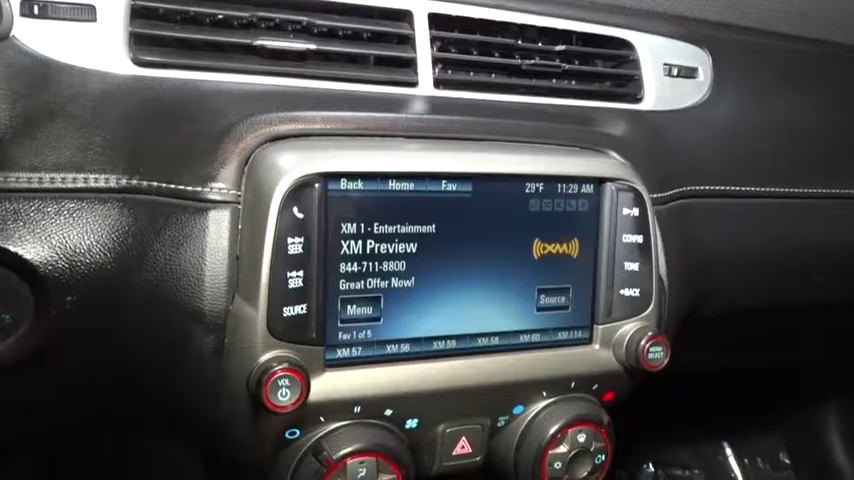 Back Home Fav 29°F 11:29 AM
XM 1 - Entertainment
XM Preview
844-711-8800
Great Offer Now!
((XM))
Menu Source
Fav 1 of 5
XM 57 XM 56 XM 59 XM 58 XM 60 XM 114
SEEK
SEEK
SOURCE
CONFIG
TONE
BACK
VOL
MENU
SELECT